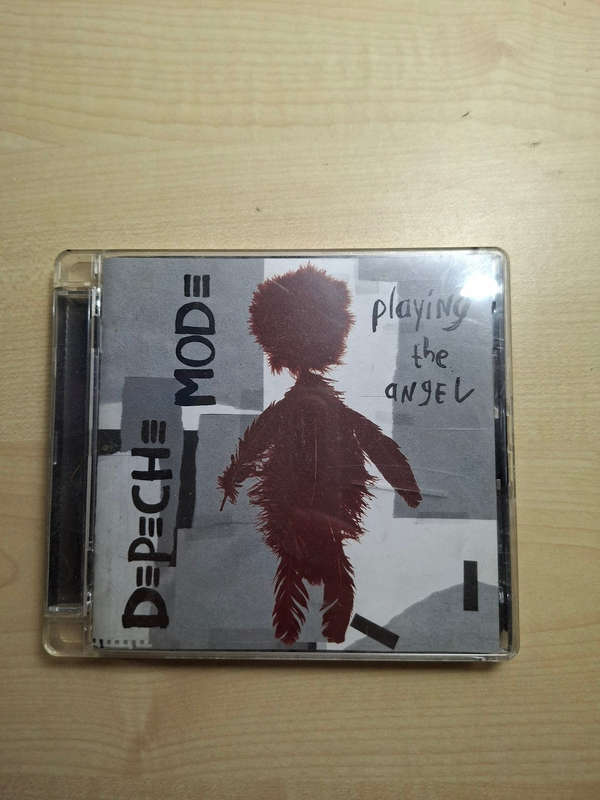 DEPECHE
MODE
playing
the
angel